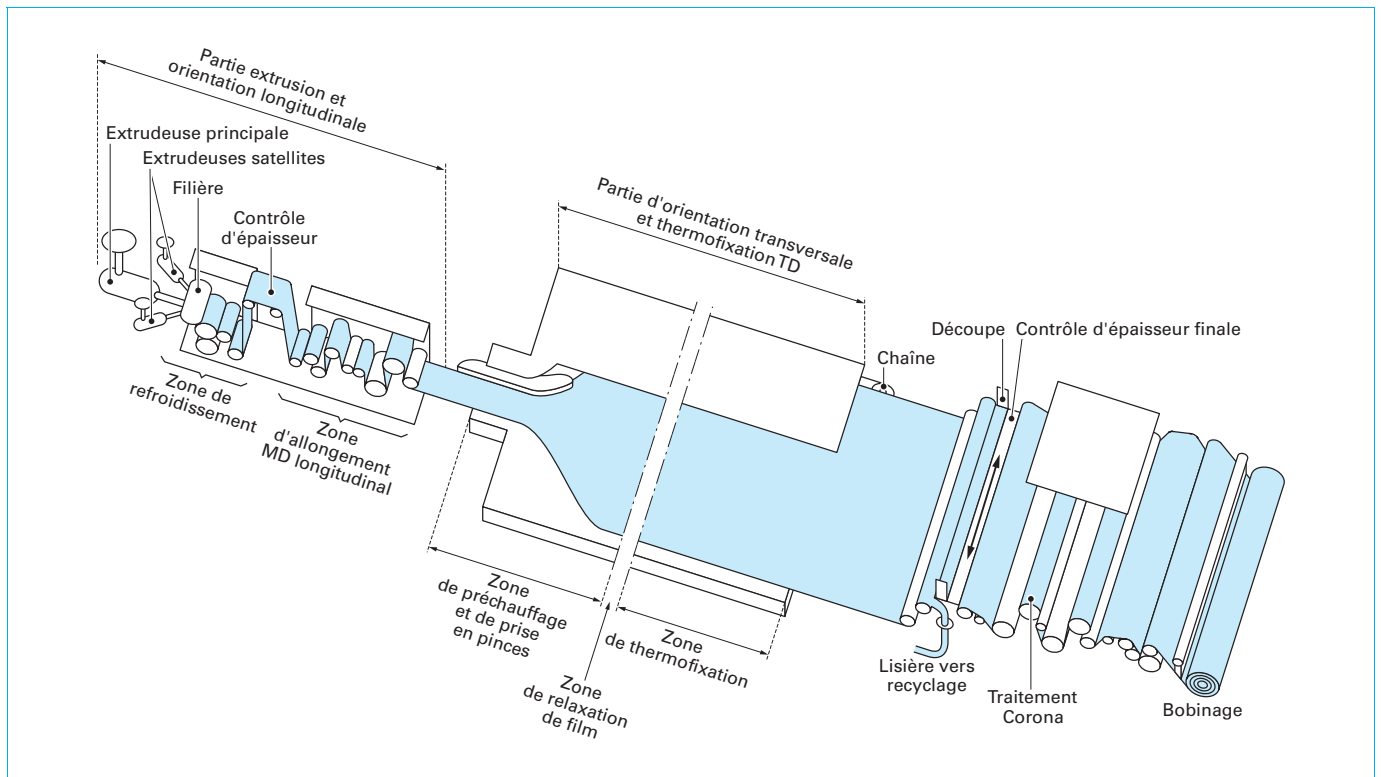 Partie extrusion et
orientation longitudinale
Extrudeuse principale
Extrudeuses satellites
Filière
Contrôle
d'épaisseur
Zone de
refroidissement
Zone
d'allongement
MD longitudinal
Partie d'orientation transversale
et thermofixation TD
Chaîne
Découpe
Contrôle d'épaisseur finale
Zone
de préchauffage
et de prise
en pinces
Zone
de relaxation
de film
Zone
de thermofixation
Lisière vers
recyclage
Traitement
Corona
Bobinage